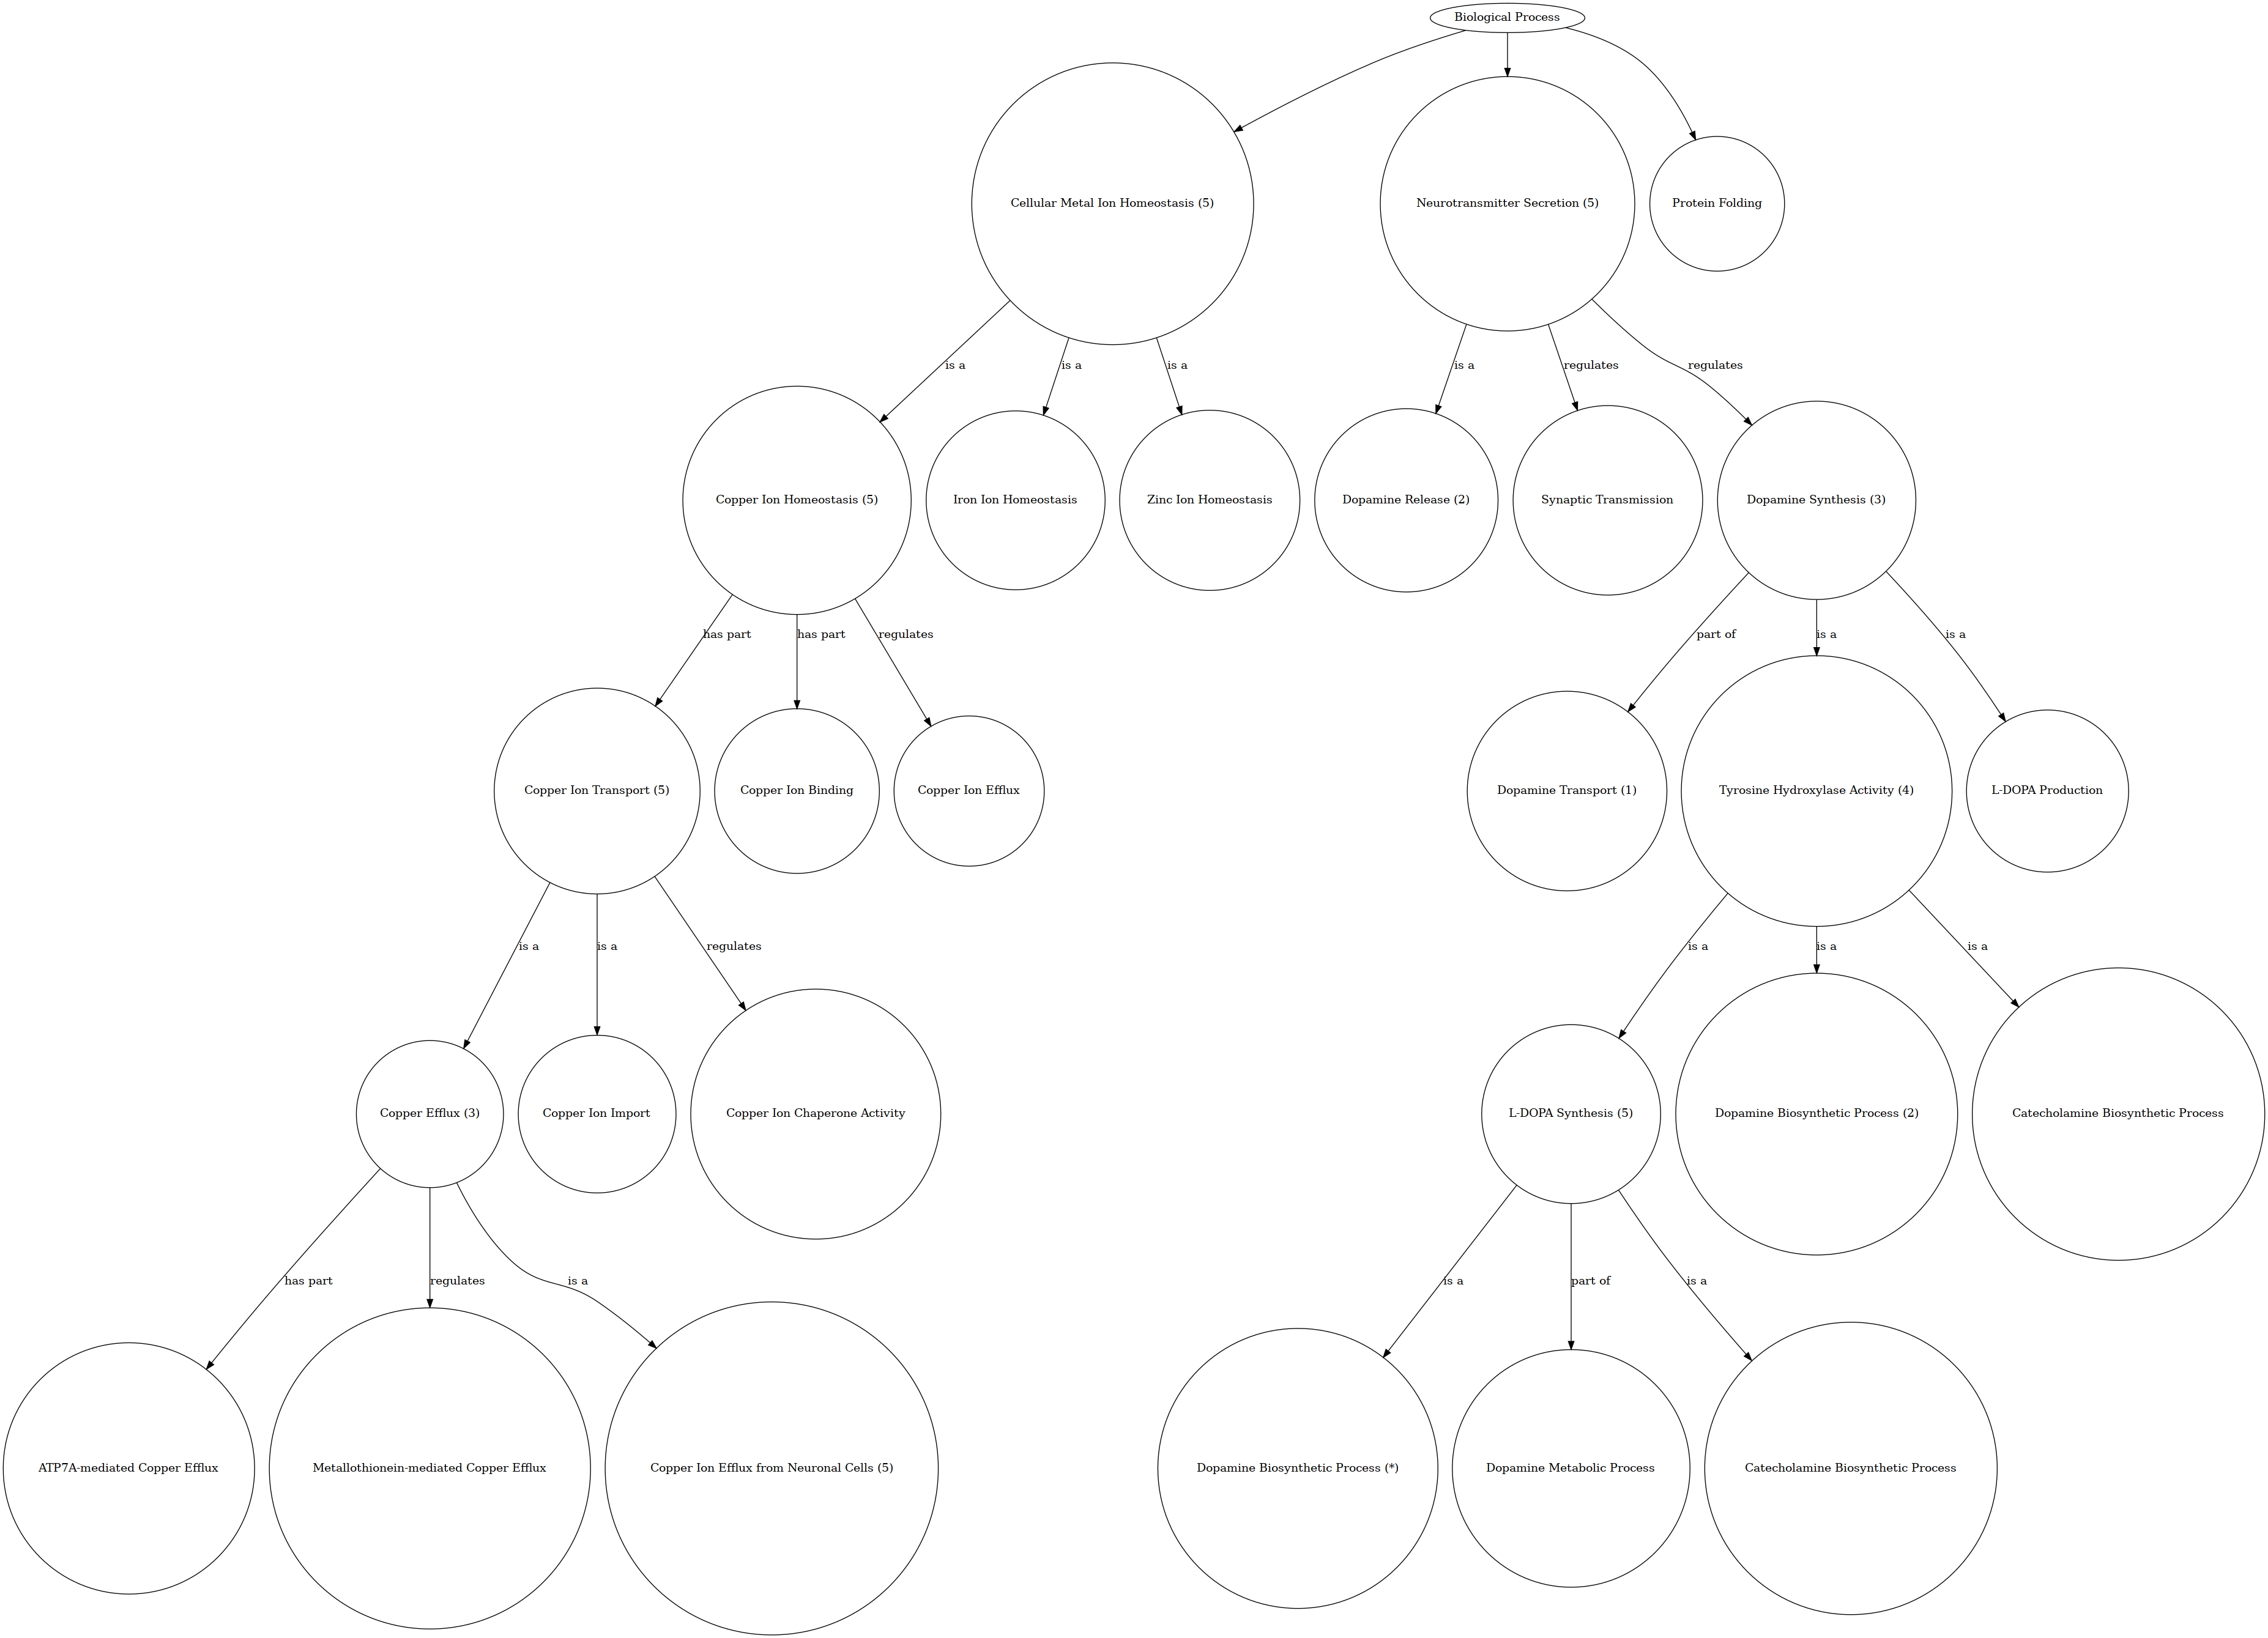 Biological Process
Cellular Metal Ion Homeostasis (5)
Neurotransmitter Secretion (5)
Protein Folding
is a
is a
is a
is a
regulates
regulates
Copper Ion Homeostasis (5)
Iron Ion Homeostasis
Zinc Ion Homeostasis
Dopamine Release (2)
Synaptic Transmission
Dopamine Synthesis (3)
has part
has part
regulates
part of
is a
is a
Copper Ion Transport (5)
Copper Ion Binding
Copper Ion Efflux
Dopamine Transport (1)
Tyrosine Hydroxylase Activity (4)
L-DOPA Production
is a
is a
regulates
is a
is a
is a
Copper Efflux (3)
Copper Ion Import
Copper Ion Chaperone Activity
L-DOPA Synthesis (5)
Dopamine Biosynthetic Process (2)
Catecholamine Biosynthetic Process
has part
regulates
is a
is a
part of
is a
ATP7A-mediated Copper Efflux
Metallothionein-mediated Copper Efflux
Copper Ion Efflux from Neuronal Cells (5)
Dopamine Biosynthetic Process (*)
Dopamine Metabolic Process
Catecholamine Biosynthetic Process